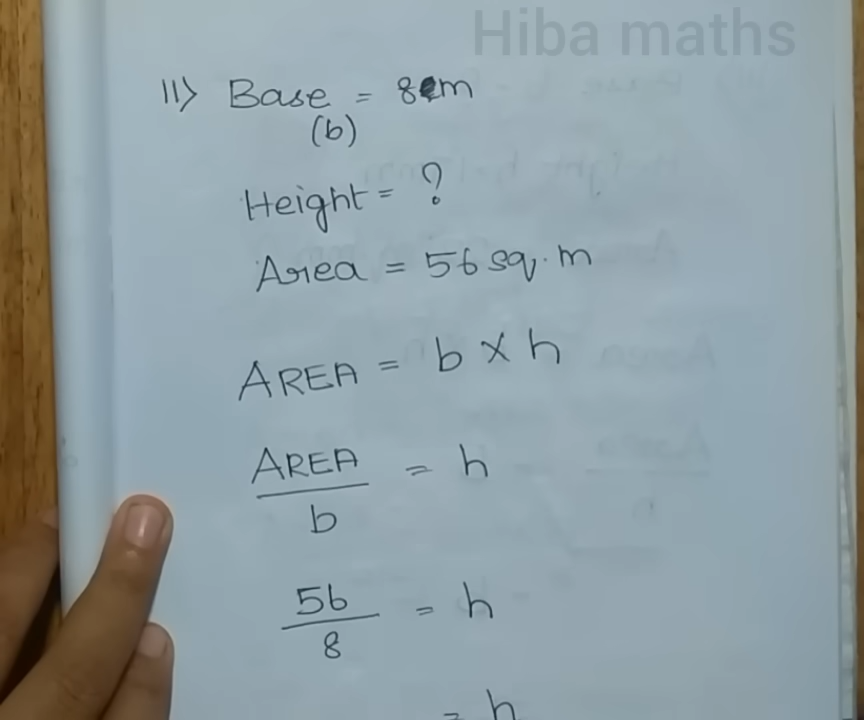 Hiba maths
11) Base = 8 m
(b)
Height = ?
Area = 56 sq. m
AREA = b × h
AREA = h
b
56 = h
8
= h